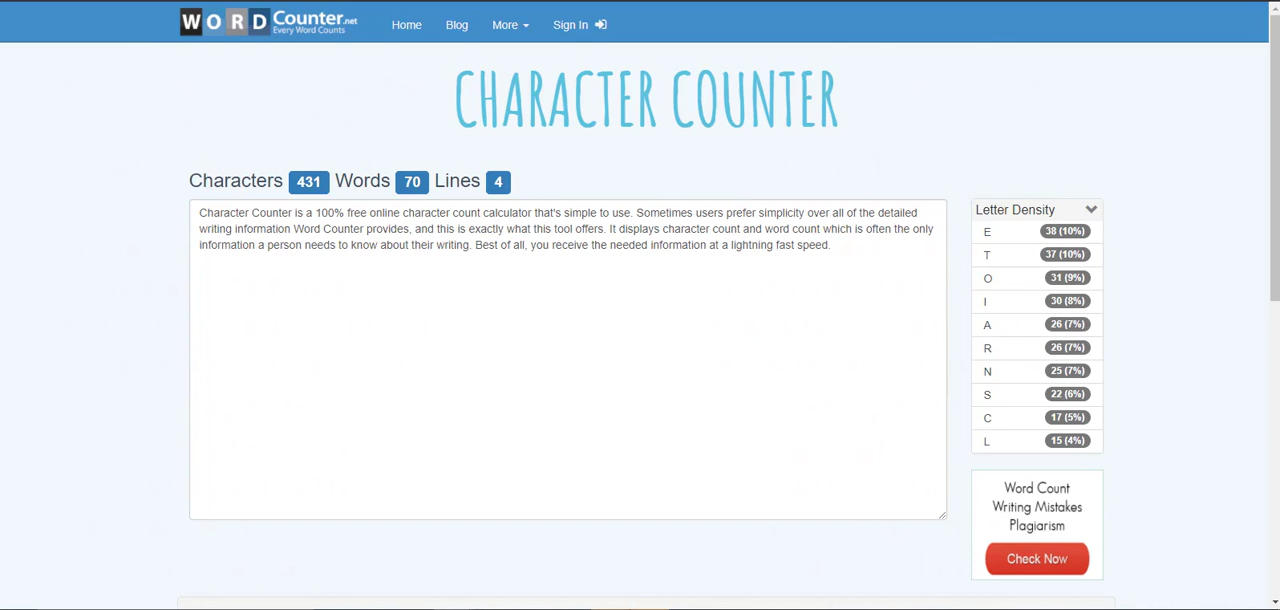 WORD Counter.net
Every Word Counts
Home Blog More Sign In
CHARACTER COUNTER
Characters 431 Words 70 Lines 4
Character Counter is a 100% free online character count calculator that's simple to use. Sometimes users prefer simplicity over all of the detailed
writing information Word Counter provides, and this is exactly what this tool offers. It displays character count and word count which is often the only
information a person needs to know about their writing. Best of all, you receive the needed information at a lightning fast speed.
Letter Density
E 38 (10%)
T 37 (10%)
O 31 (9%)
I 30 (8%)
A 26 (7%)
R 26 (7%)
N 25 (7%)
S 22 (6%)
C 17 (5%)
L 15 (4%)
Word Count
Writing Mistakes
Plagiarism
Check Now